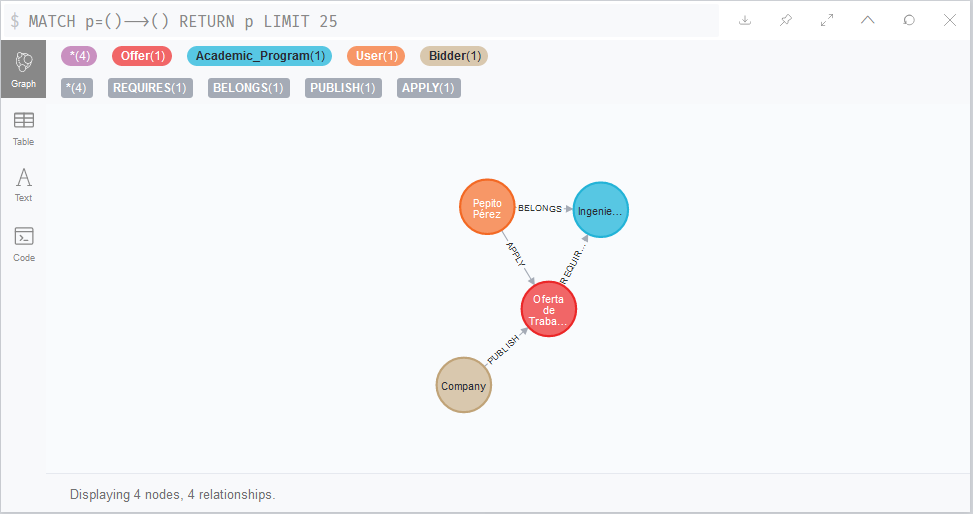 $ MATCH p=()-->() RETURN p LIMIT 25
Graph
Table
Text
Code
*(4) Offer(1) Academic_Program(1) User(1) Bidder(1)
*(4) REQUIRES(1) BELONGS(1) PUBLISH(1) APPLY(1)
Pepito
Pérez
BELONGS
Ingenie...
APPLY
REQUIR...
Oferta
de
Traba...
PUBLISH
Company
Displaying 4 nodes, 4 relationships.